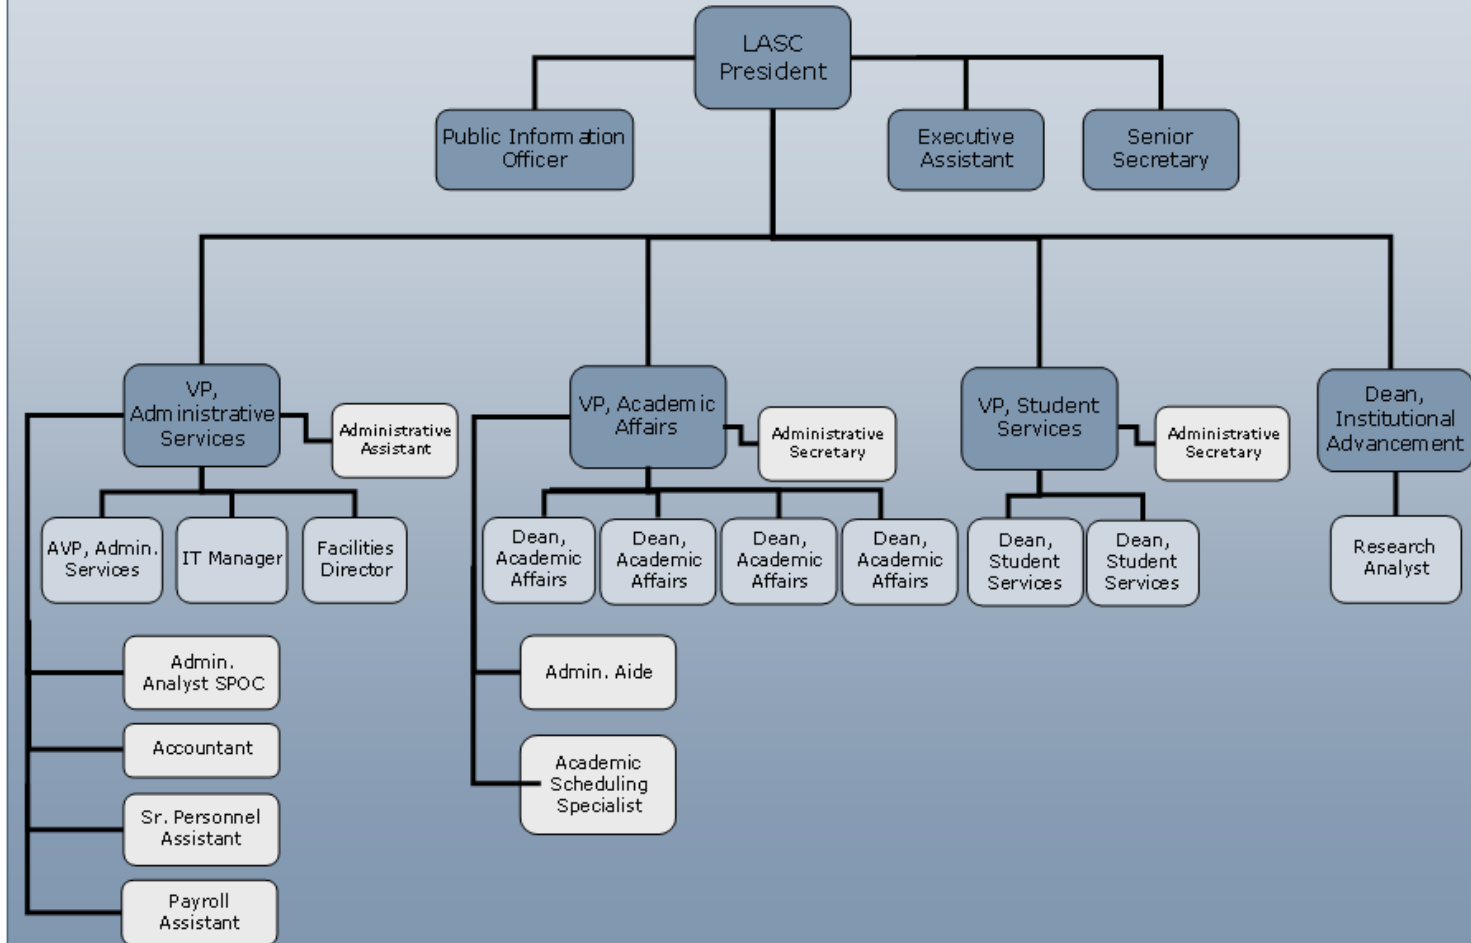 LASC
President
Public Information
Officer
Executive
Assistant
Senior
Secretary
VP,
Administrative
Services
Administrative
Assistant
VP, Academic
Affairs
Administrative
Secretary
VP, Student
Services
Administrative
Secretary
Dean,
Institutional
Advancement
AVP, Admin.
Services
IT Manager
Facilities
Director
Dean,
Academic
Affairs
Dean,
Academic
Affairs
Dean,
Academic
Affairs
Dean,
Academic
Affairs
Dean,
Student
Services
Dean,
Student
Services
Research
Analyst
Admin.
Analyst SPOC
Accountant
Sr. Personnel
Assistant
Payroll
Assistant
Admin. Aide
Academic
Scheduling
Specialist